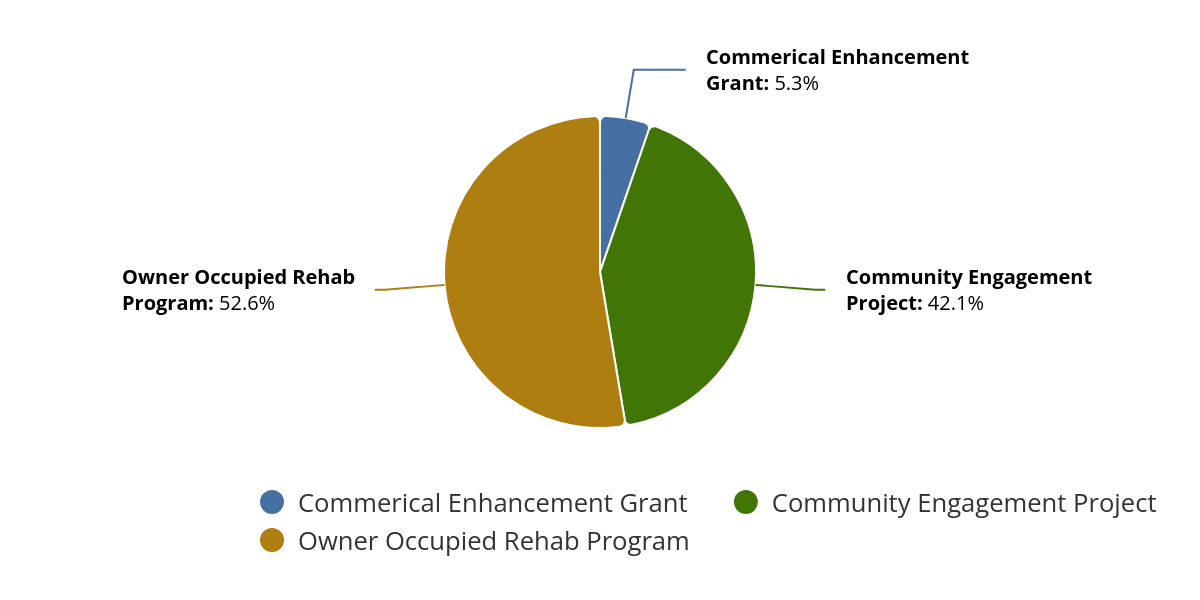 Commerical Enhancement
Grant: 5.3%
Owner Occupied Rehab
Program: 52.6%
Community Engagement
Project: 42.1%
Commerical Enhancement Grant
Community Engagement Project
Owner Occupied Rehab Program